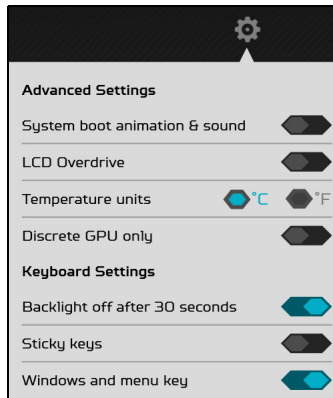 Advanced Settings
System boot animation & sound
LCD Overdrive
Temperature units °C °F
Discrete GPU only
Keyboard Settings
Backlight off after 30 seconds
Sticky keys
Windows and menu key